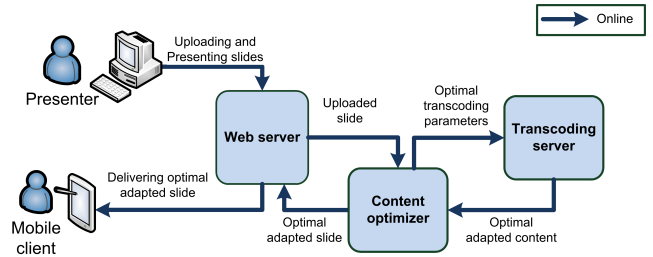 Online
Uploading and
Presenting slides
Presenter
Web server
Uploaded
slide
Optimal
transcoding
parameters
Transcoding
server
Delivering optimal
adapted slide
Mobile
client
Optimal
adapted slide
Content
optimizer
Optimal
adapted content